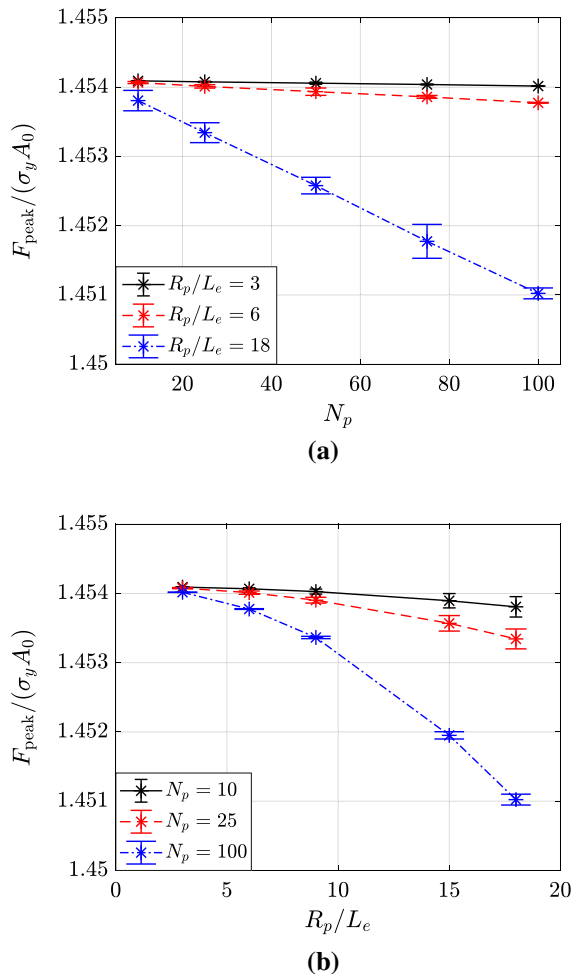 1.455
1.454
1.453
1.452
1.451
1.45
F_peak/(σ_y A_0)
R_p/L_e = 3
R_p/L_e = 6
R_p/L_e = 18
20 40 60 80 100
N_p
(a)
1.455
1.454
1.453
1.452
1.451
1.45
F_peak/(σ_y A_0)
N_p = 10
N_p = 25
N_p = 100
0 5 10 15 20
R_p/L_e
(b)